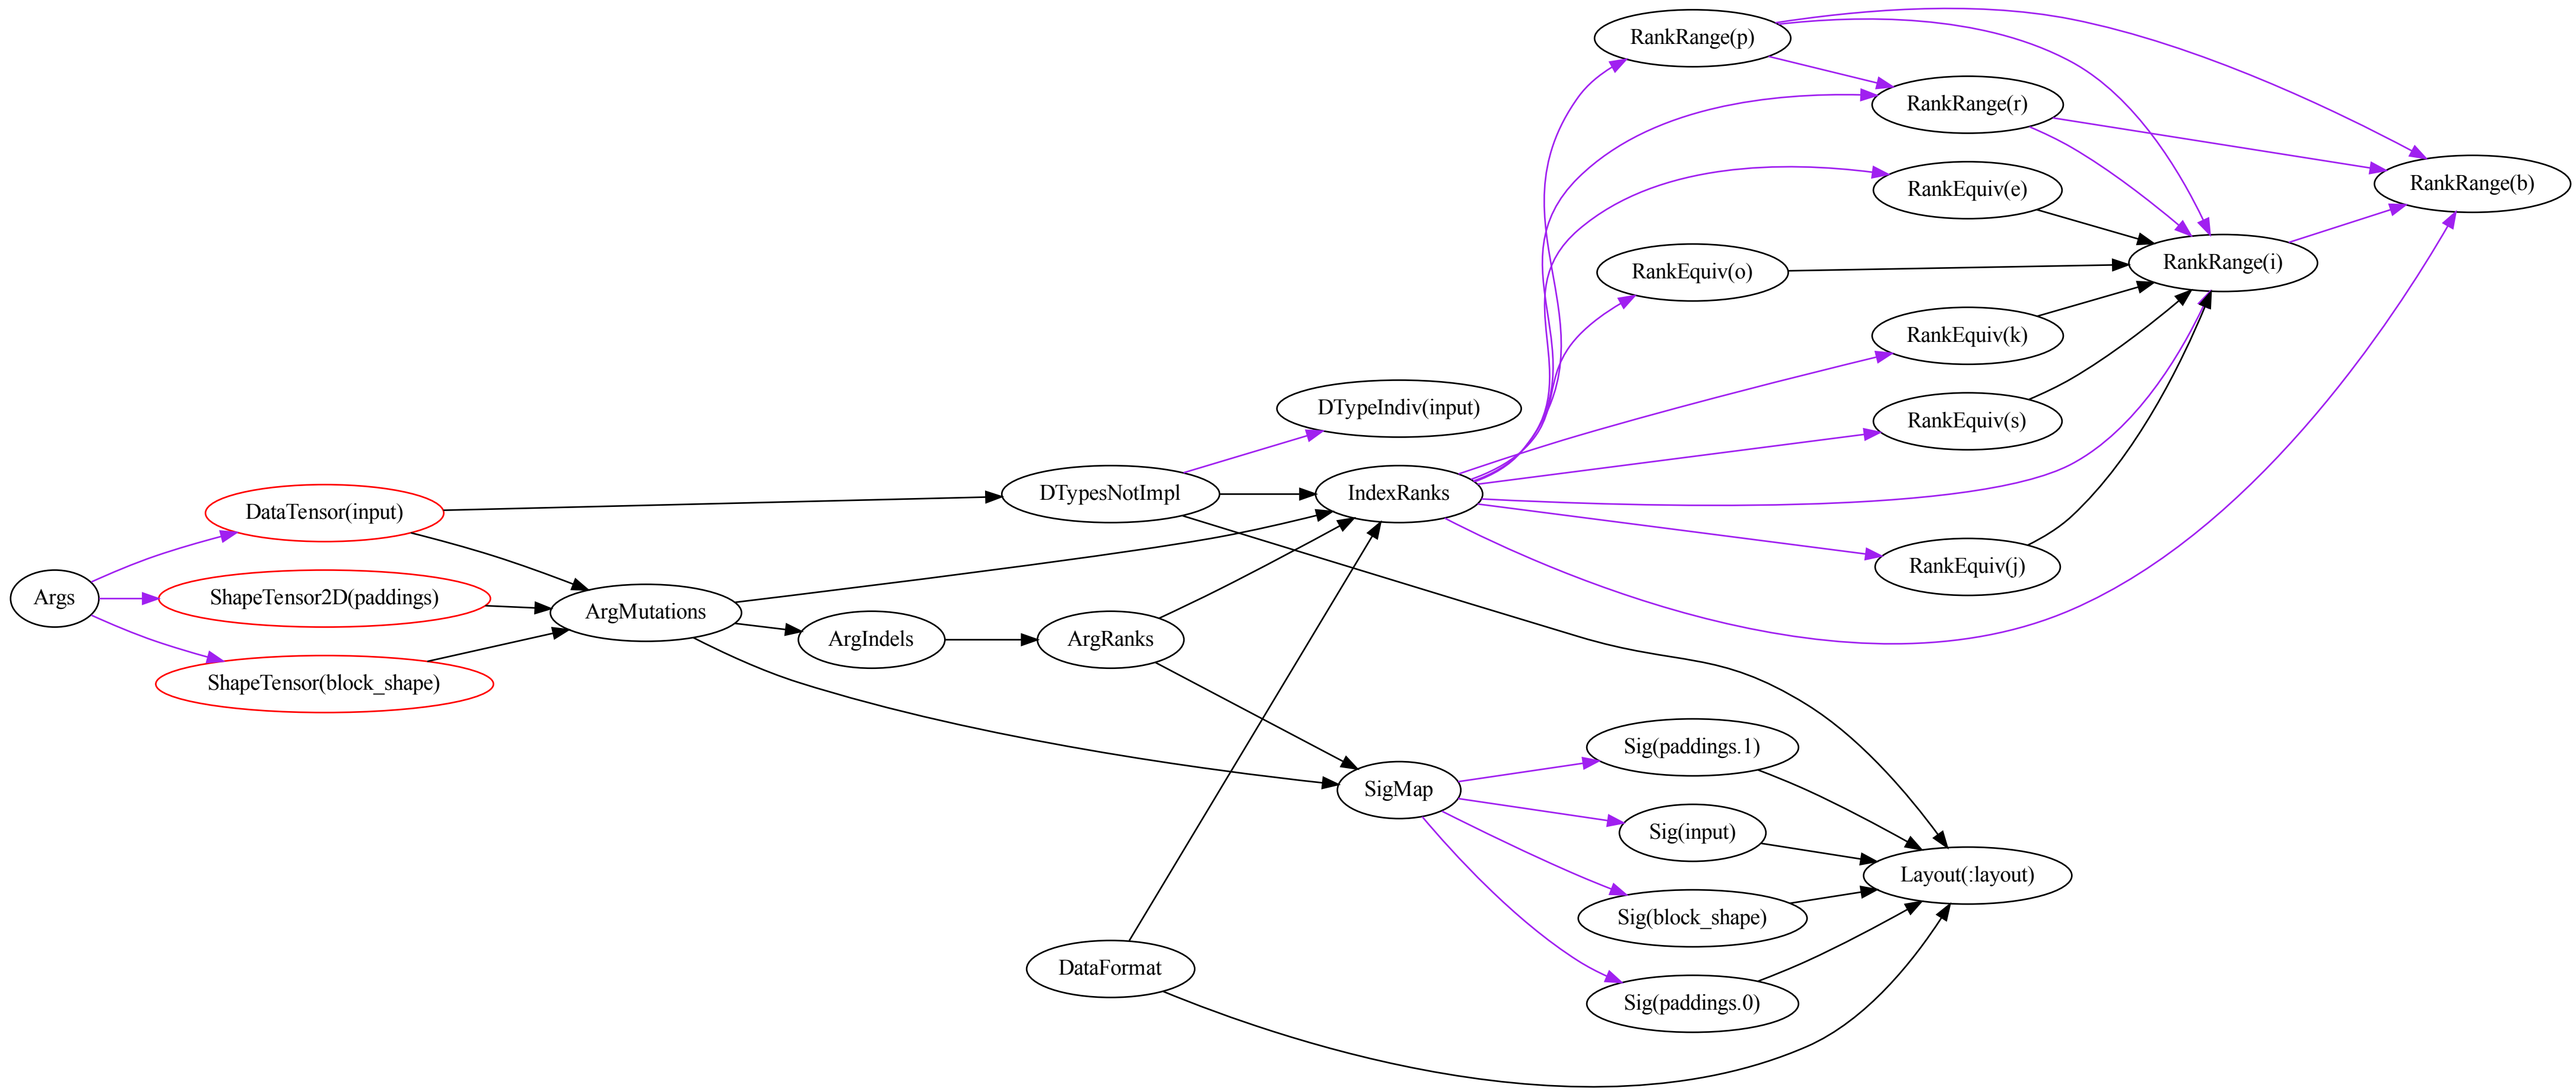 RankRange(p)
RankRange(r)
RankEquiv(e)
RankRange(b)
RankEquiv(o)
RankRange(i)
RankEquiv(k)
DTypeIndiv(input)
RankEquiv(s)
DTypesNotImpl
IndexRanks
DataTensor(input)
RankEquiv(j)
Args
ShapeTensor2D(paddings)
ArgMutations
ArgIndels
ArgRanks
ShapeTensor(block_shape)
Sig(paddings.1)
SigMap
Sig(input)
Layout(:layout)
Sig(block_shape)
DataFormat
Sig(paddings.0)